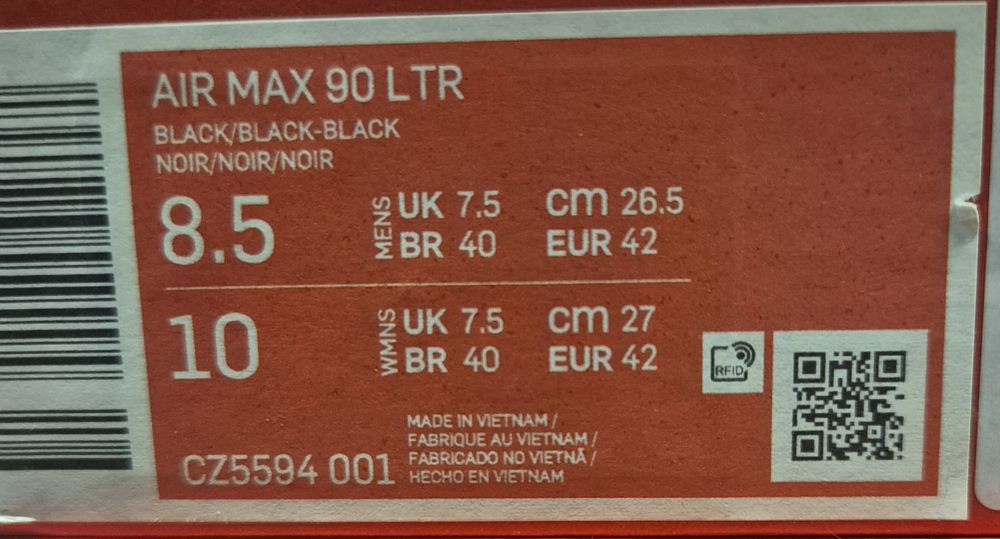 AIR MAX 90 LTR
BLACK/BLACK-BLACK
NOIR/NOIR/NOIR
8.5 MENS UK 7.5 cm 26.5
BR 40 EUR 42
10 WMNS UK 7.5 cm 27
BR 40 EUR 42
RFID
MADE IN VIETNAM /
FABRIQUE AU VIETNAM /
FABRICADO NO VIETNÃ /
HECHO EN VIETNAM
CZ5594 001